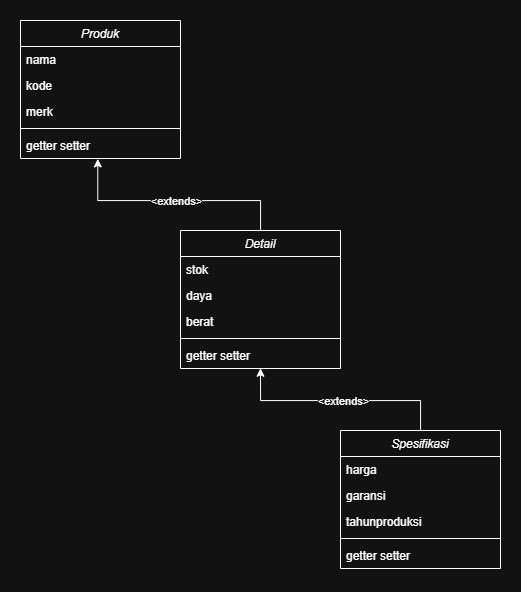 Produk
nama
kode
merk
getter setter
<extends>
Detail
stok
daya
berat
getter setter
<extends>
Spesifikasi
harga
garansi
tahunproduksi
getter setter